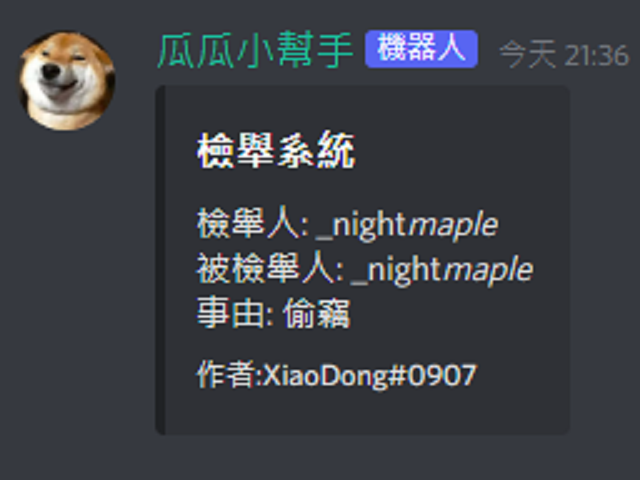 瓜瓜小幫手 機器人 今天 21:36
檢舉系統
檢舉人: _nightmaple
被檢舉人: _nightmaple
事由: 偷竊
作者:XiaoDong#0907